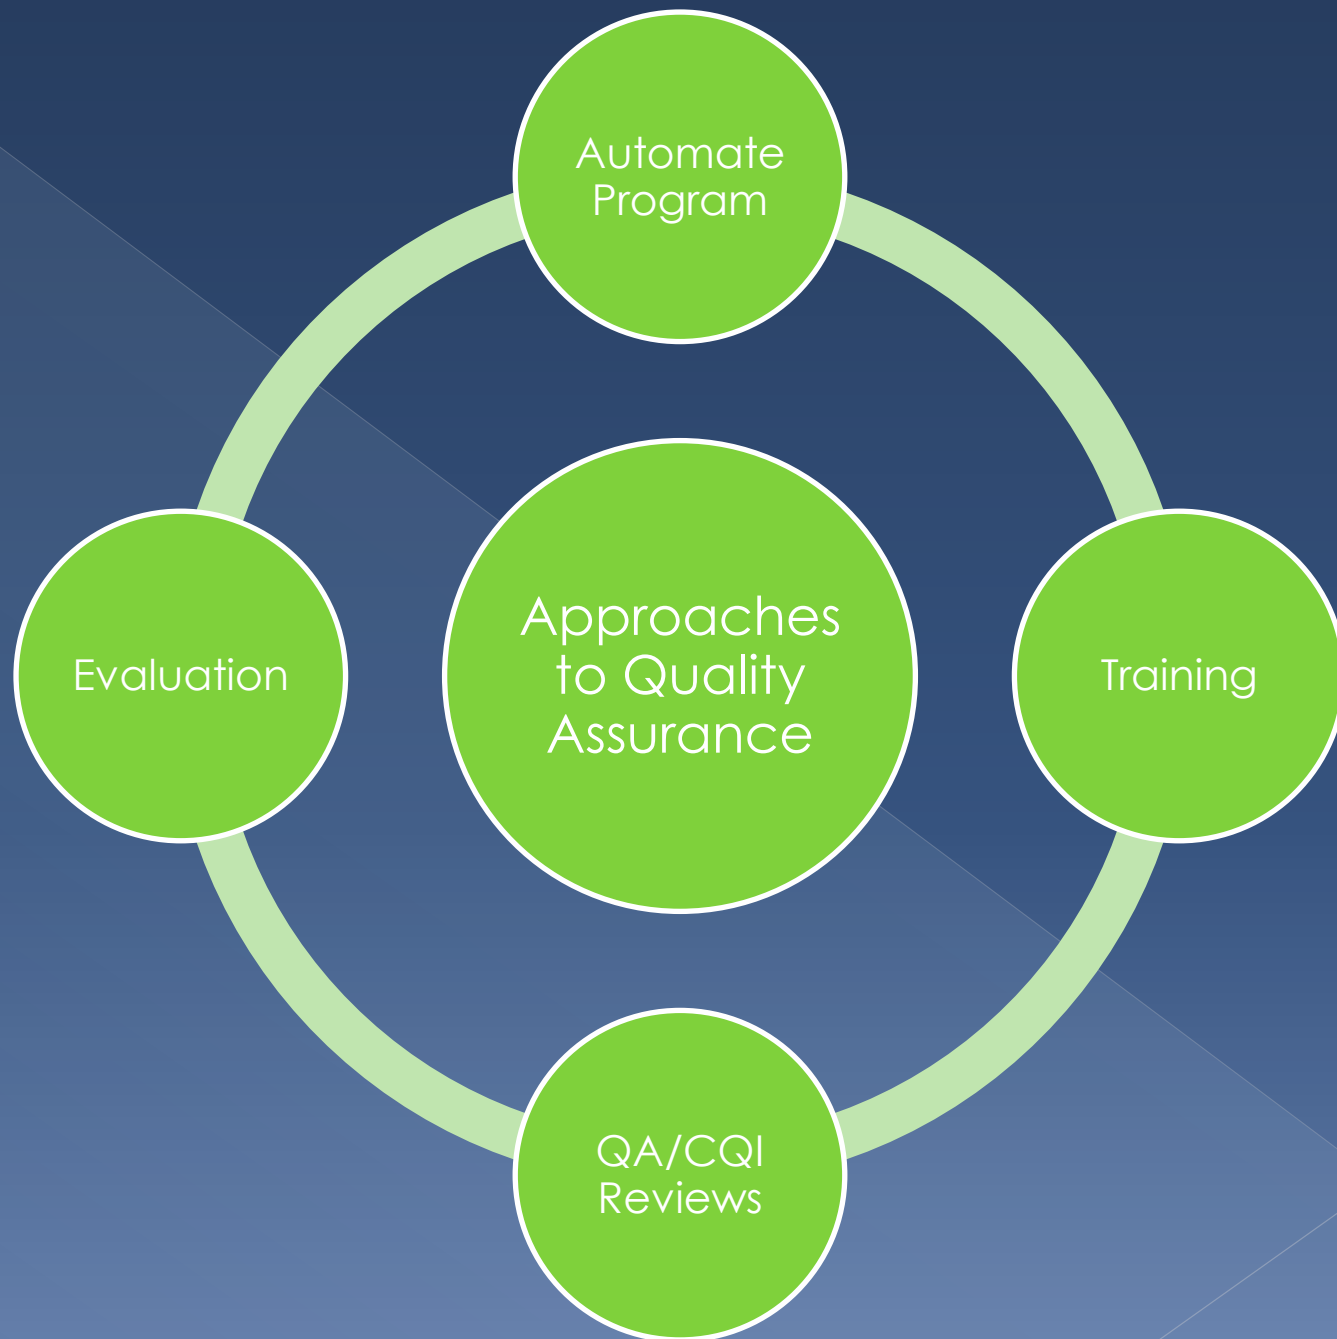 Automate
Program
Evaluation
Approaches
to Quality
Assurance
Training
QA/CQI
Reviews